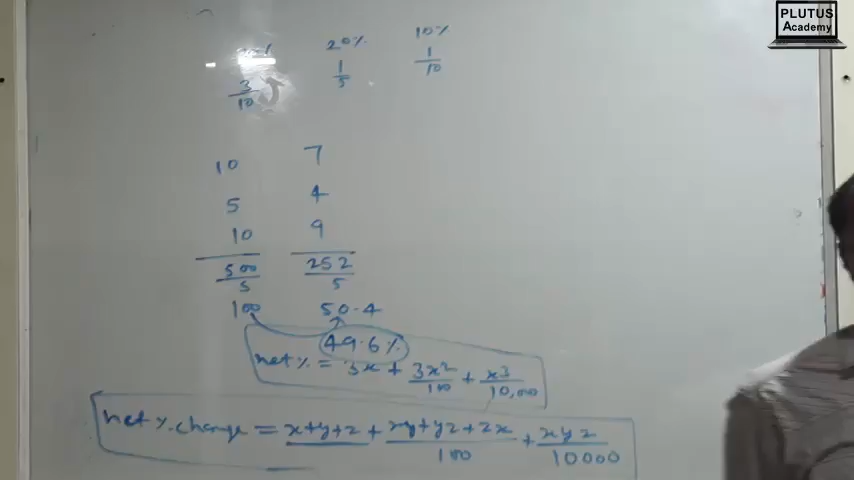 PLUTUS
Academy
20% 10%
3/10 1/5 1/10
10 7
5 4
10 9
500/5 252/5
100 50.4
49.6%
net% = 3x + 3x2/100 + x3/10,000
net % change = x+y+z + xy+yz+zx/100 + xyz/10000